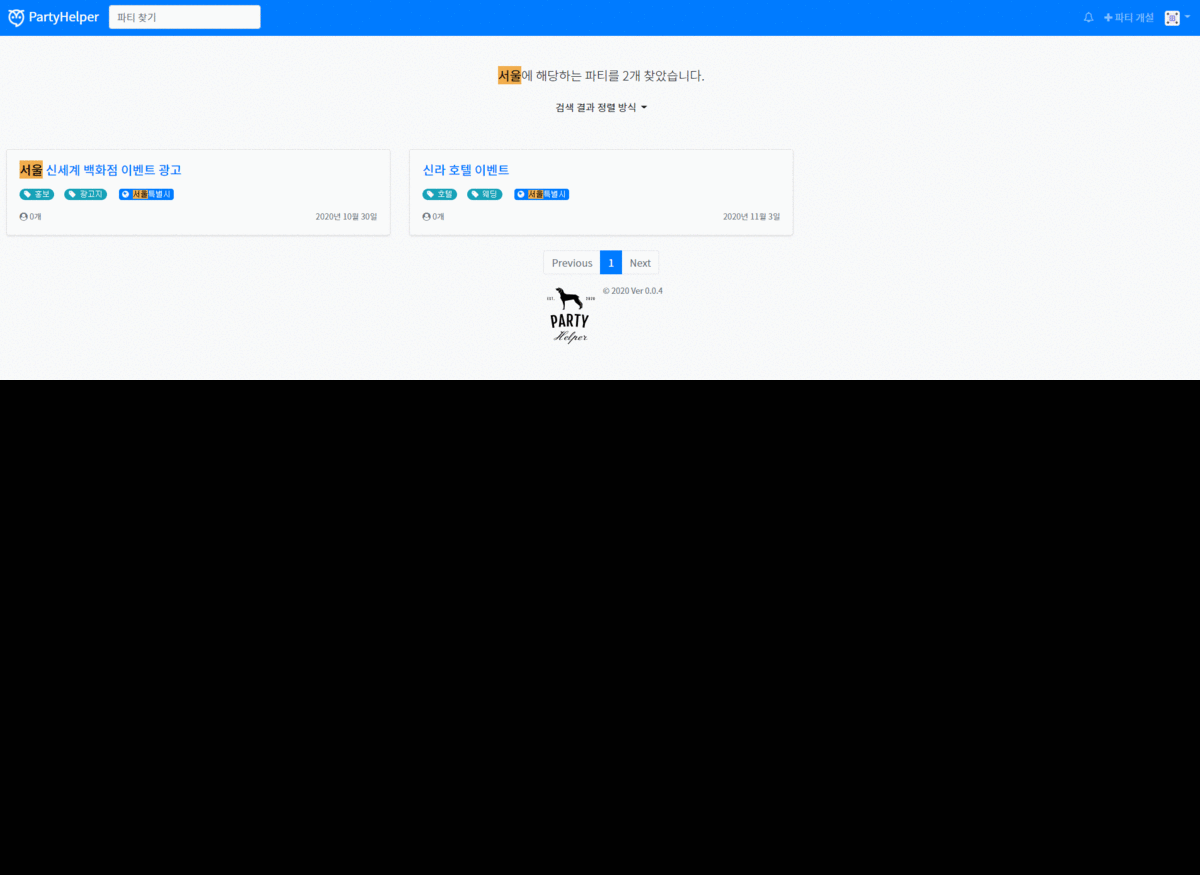 PartyHelper 파티 찾기 파티 개설
서울에 해당하는 파티를 2개 찾았습니다.
검색 결과 정렬 방식
서울 신세계 백화점 이벤트 광고
홍보 광고지 서울특별시
0개 2020년 10월 30일
신라 호텔 이벤트
호텔 웨딩 서울특별시
0개 2020년 11월 3일
Previous 1 Next
EST. 2020
PARTY
Helper
© 2020 Ver 0.0.4